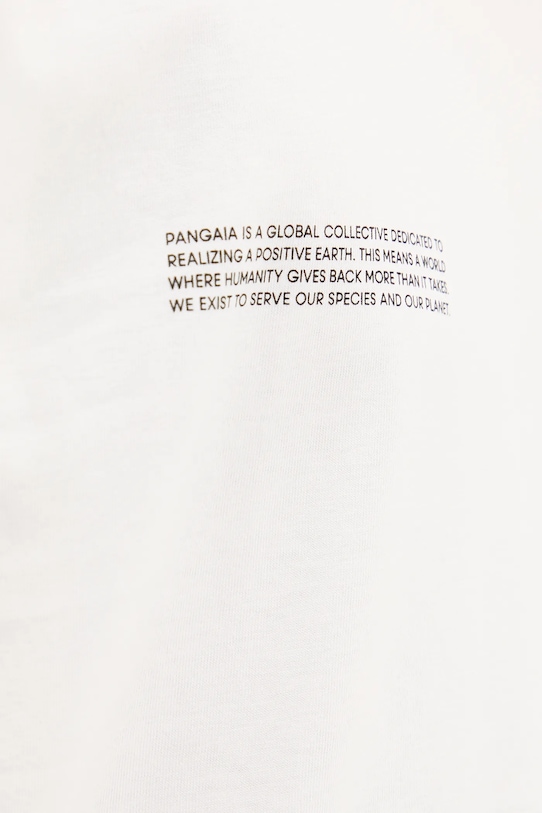 PANGAIA IS A GLOBAL COLLECTIVE DEDICATED TO
REALIZING A POSITIVE EARTH. THIS MEANS A WORLD
WHERE HUMANITY GIVES BACK MORE THAN IT TAKES.
WE EXIST TO SERVE OUR SPECIES AND OUR PLANET.